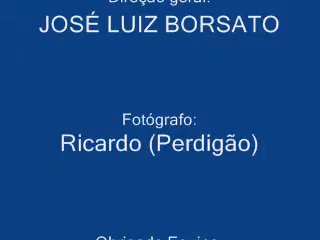 Direção geral:
JOSÉ LUIZ BORSATO
Fotógrafo:
Ricardo (Perdigão)